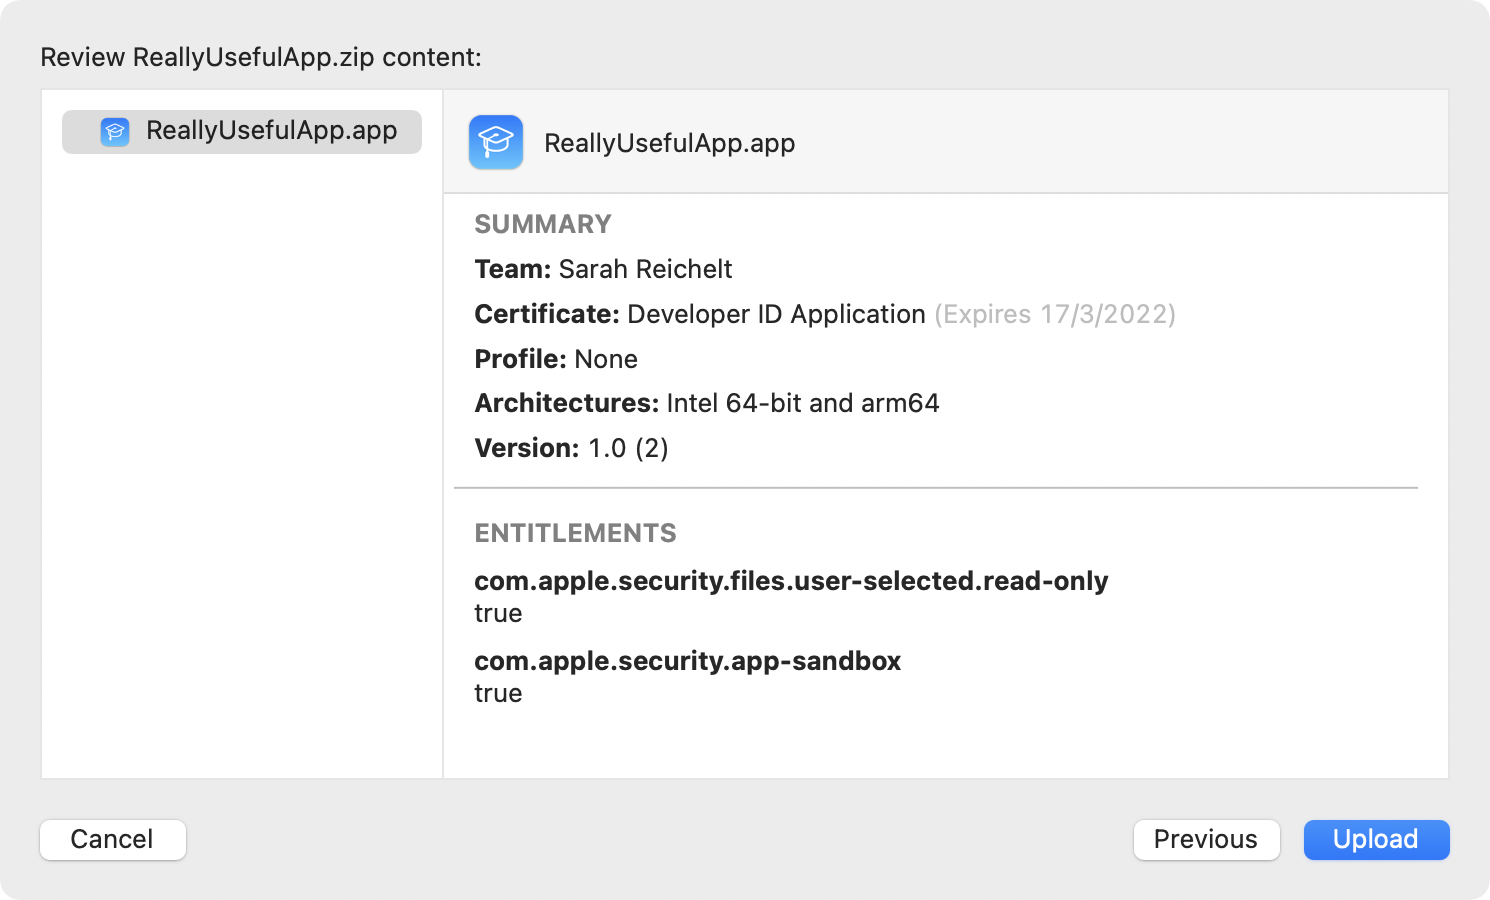 Review ReallyUsefulApp.zip content:
ReallyUsefulApp.app
ReallyUsefulApp.app
SUMMARY
Team: Sarah Reichelt
Certificate: Developer ID Application (Expires 17/3/2022)
Profile: None
Architectures: Intel 64-bit and arm64
Version: 1.0 (2)
ENTITLEMENTS
com.apple.security.files.user-selected.read-only
true
com.apple.security.app-sandbox
true
Cancel
Previous
Upload